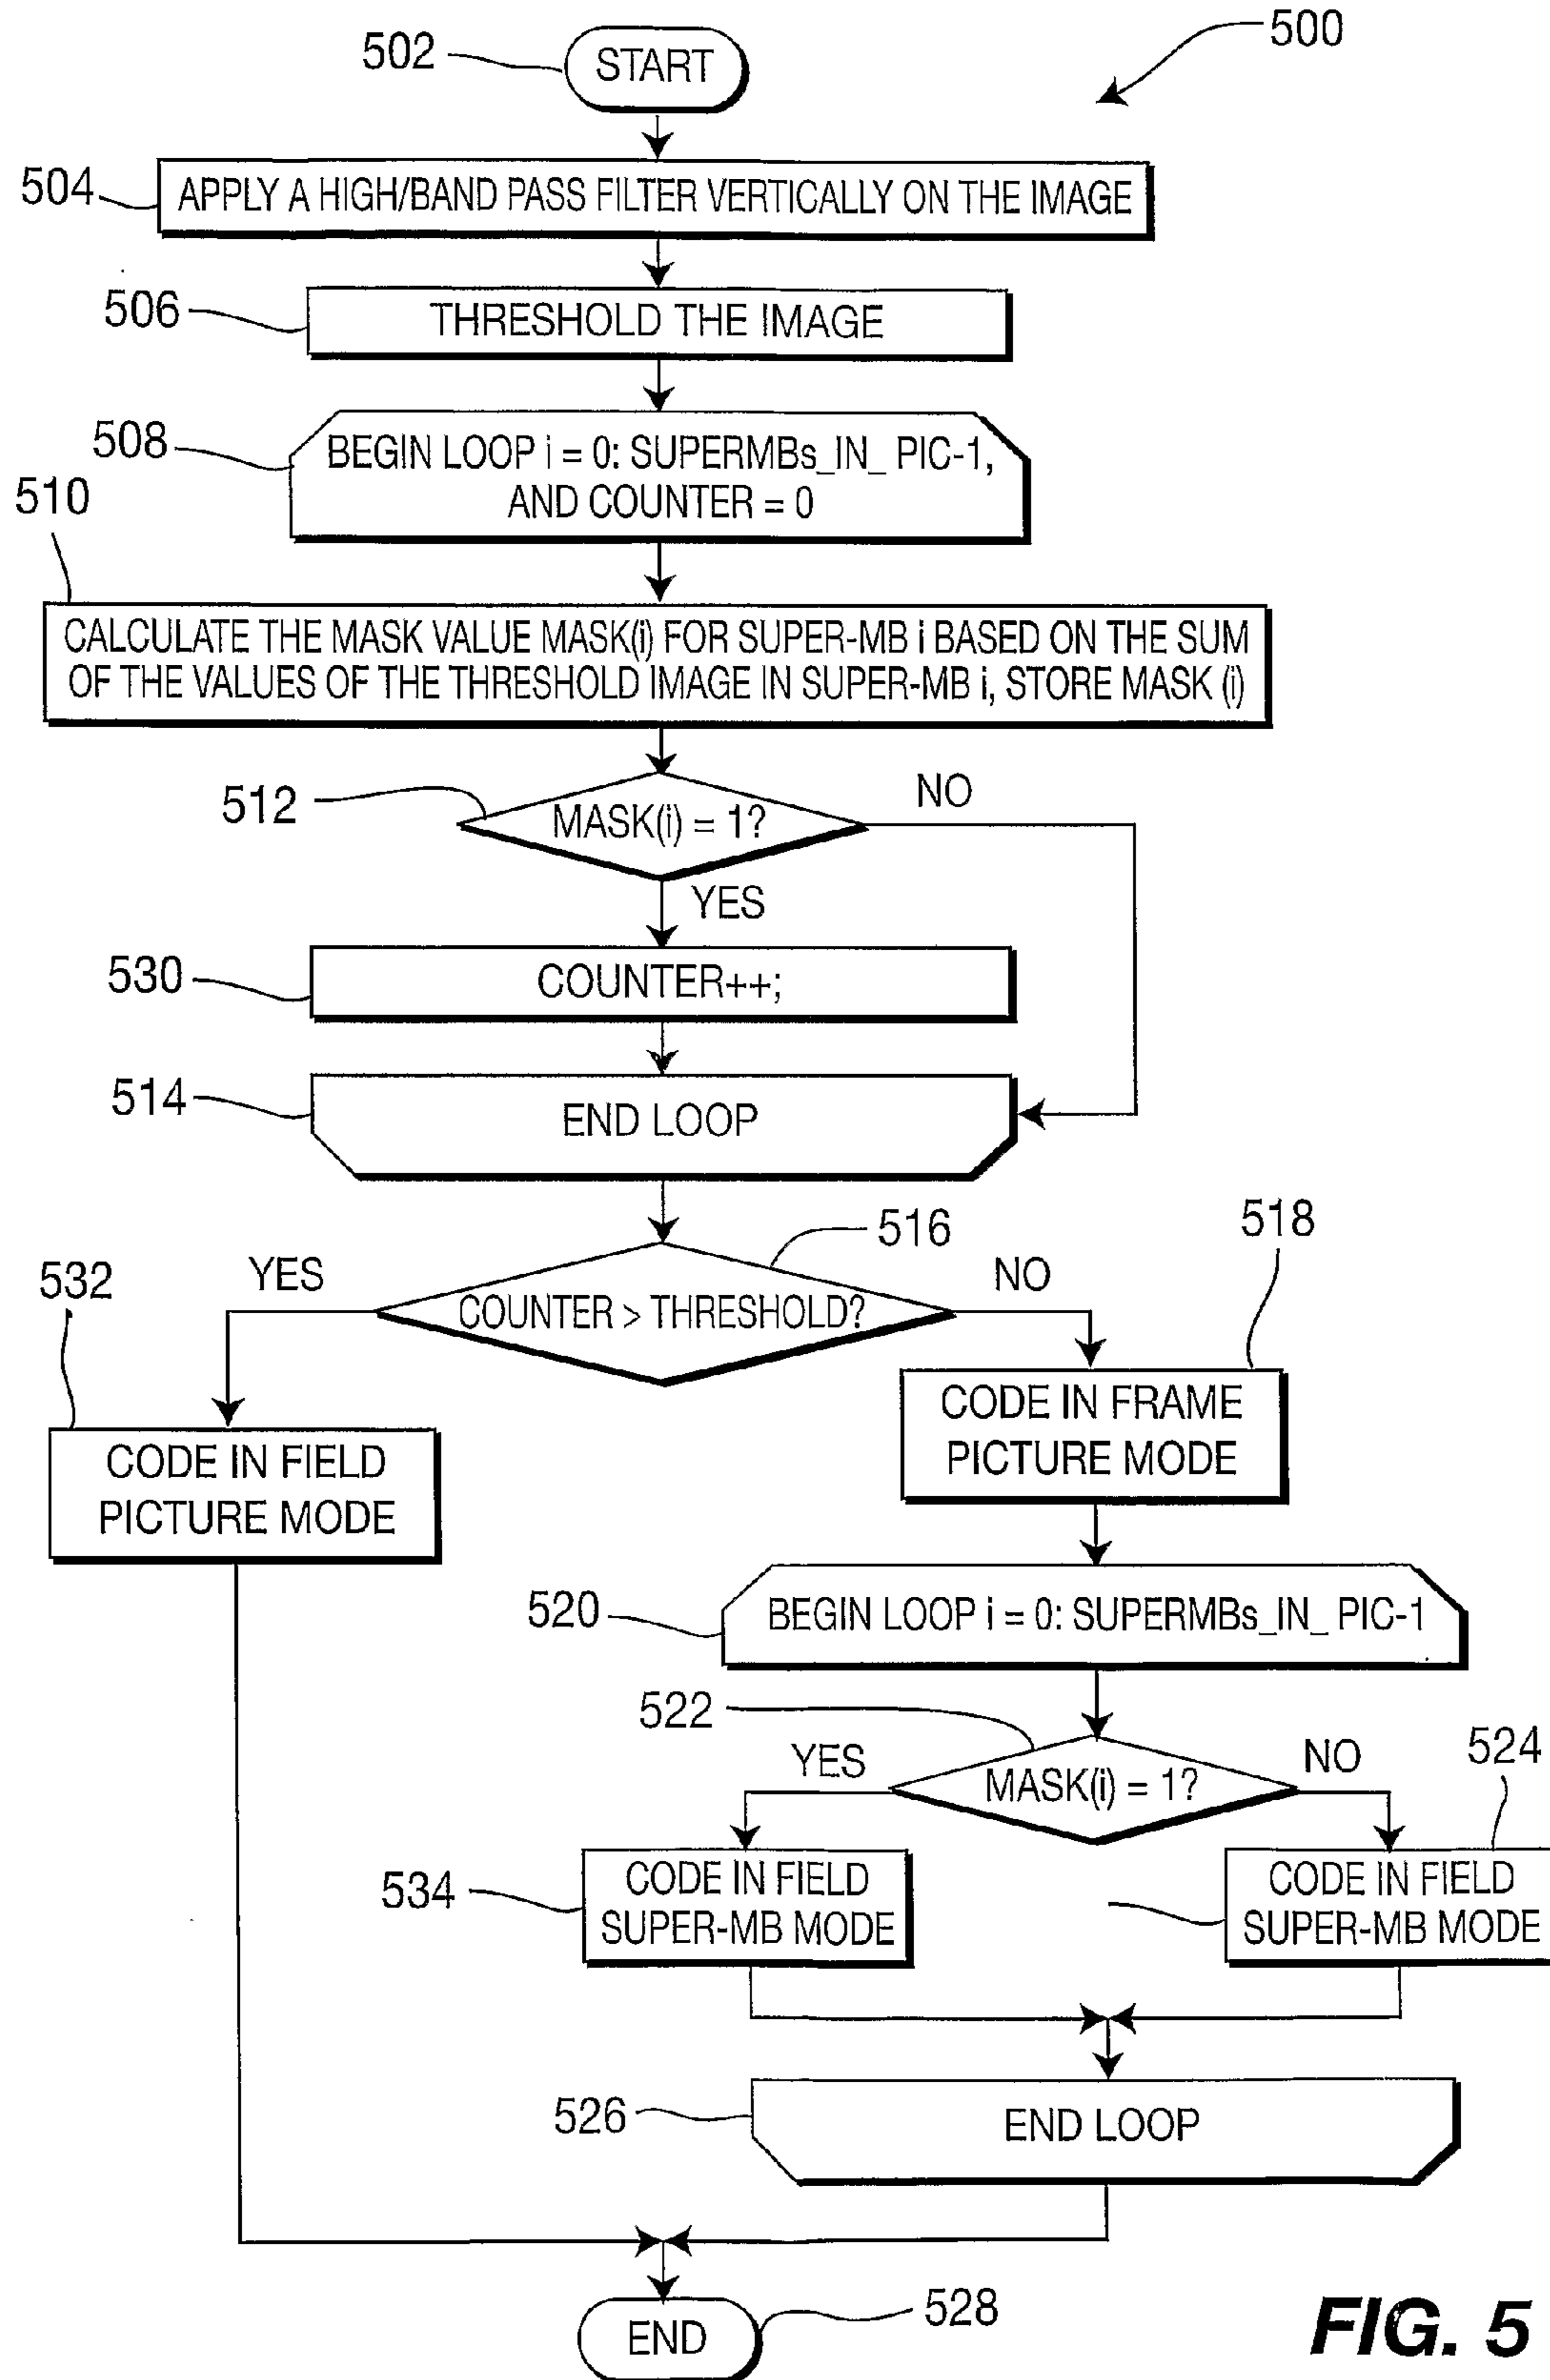 500
502
START
504
APPLY A HIGH/BAND PASS FILTER VERTICALLY ON THE IMAGE
506
THRESHOLD THE IMAGE
508
BEGIN LOOP i = 0: SUPERMBs_IN_ PIC-1,
AND COUNTER = 0
510
CALCULATE THE MASK VALUE MASK(i) FOR SUPER-MB i BASED ON THE SUM
OF THE VALUES OF THE THRESHOLD IMAGE IN SUPER-MB i, STORE MASK (i)
512
MASK(i) = 1?
NO
YES
530
COUNTER++;
514
END LOOP
516
518
532
YES
COUNTER > THRESHOLD?
NO
CODE IN FIELD
PICTURE MODE
CODE IN FRAME
PICTURE MODE
520
BEGIN LOOP i = 0: SUPERMBs_IN_ PIC-1
522
YES
MASK(i) = 1?
NO
524
534
CODE IN FIELD
SUPER-MB MODE
CODE IN FIELD
SUPER-MB MODE
526
END LOOP
END
528
FIG. 5